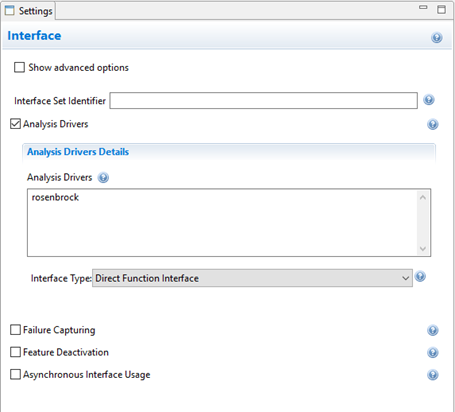 Settings
Interface
Show advanced options
Interface Set Identifier
Analysis Drivers
Analysis Drivers Details
Analysis Drivers
rosenbrock
Interface Type: Direct Function Interface
Failure Capturing
Feature Deactivation
Asynchronous Interface Usage